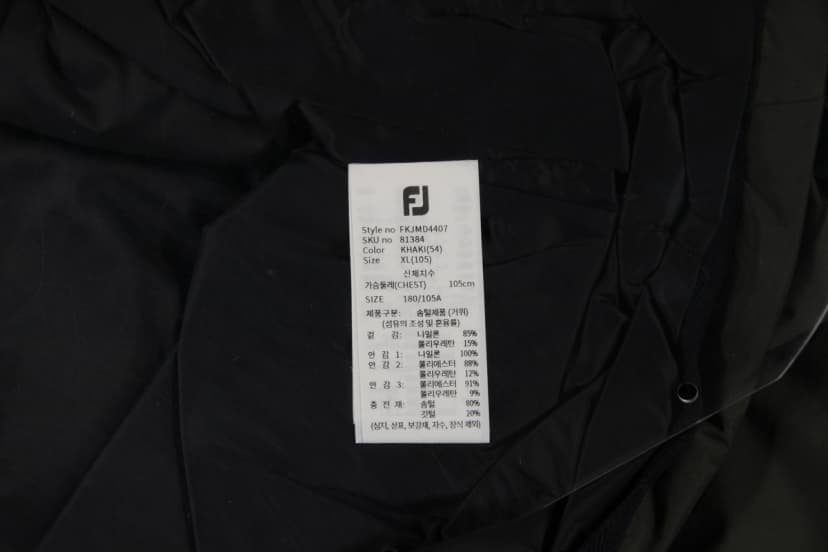 FJ
Style no FKJMD4407
SKU no 81384
Color KHAKI(54)
Size XL(105)
신체치수
가슴둘레(CHEST) 105cm
SIZE 180/105A
제품구분: 솜털제품 (거위)
(섬유의 조성 및 혼용률)
겉 감: 나일론 85%
폴리우레탄 15%
안 감 1: 나일론 100%
안 감 2: 폴리에스터 88%
폴리우레탄 12%
안 감 3: 폴리에스터 91%
폴리우레탄 9%
충 전 재: 솜털 80%
깃털 20%
(심지, 상표, 보강재, 자수, 장식 제외)